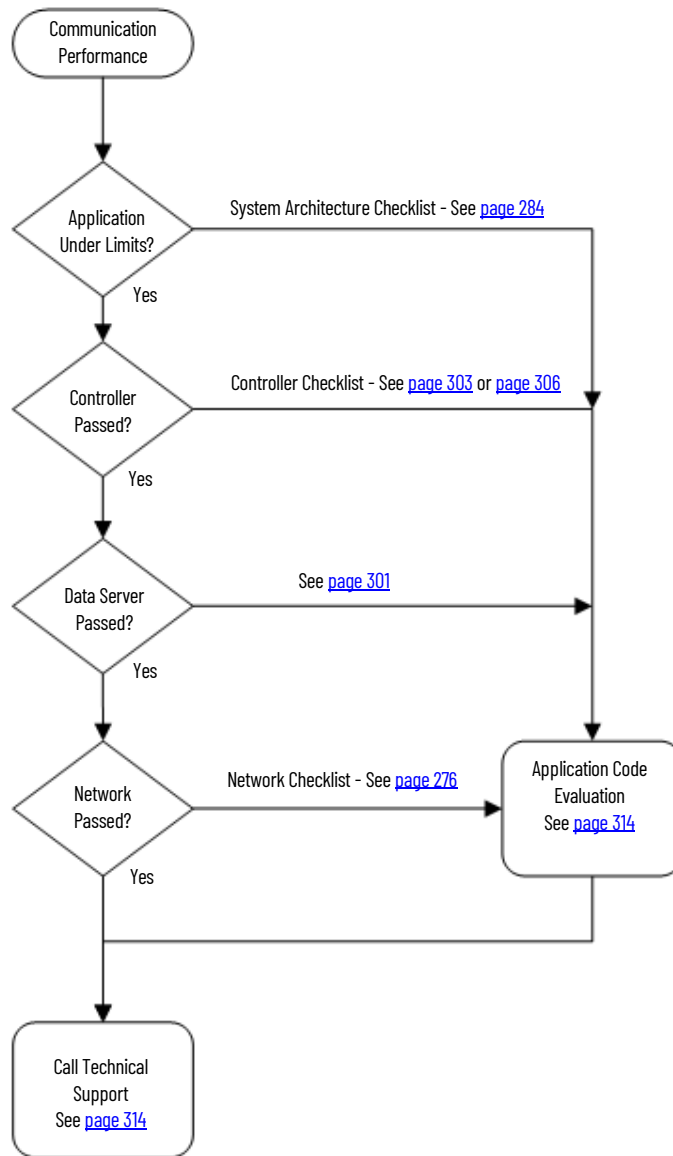 Communication
Performance
Application
Under Limits?
System Architecture Checklist - See page 284
Yes
Controller
Passed?
Controller Checklist - See page 303 or page 306
Yes
Data Server
Passed?
See page 301
Yes
Network
Passed?
Network Checklist - See page 276
Application Code
Evaluation
See page 314
Yes
Call Technical
Support
See page 314